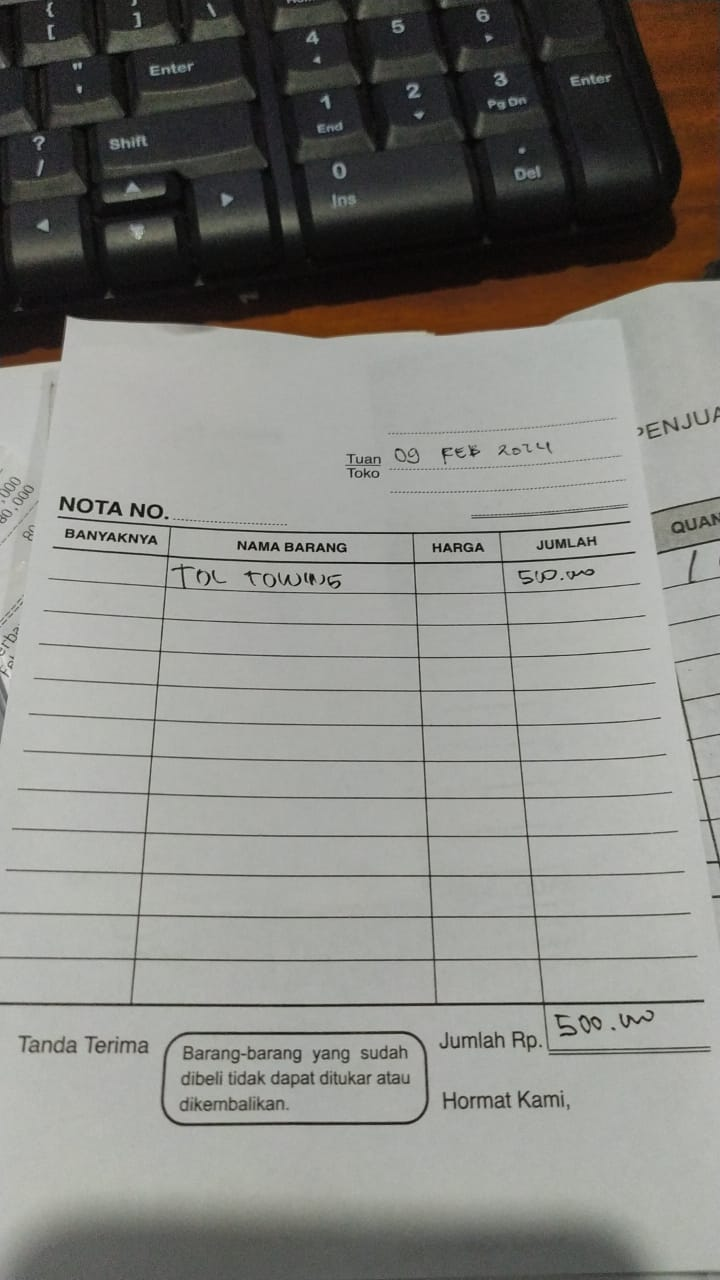 {
[
]
\
4
5
6
"
'
Enter
1
End
2
3
Pg Dn
Enter
?
/
Shift
0
Ins
.
Del
PENJUA
Tuan 09 FEB 2024
Toko
NOTA NO.
QUAN
BANYAKNYA NAMA BARANG HARGA JUMLAH
TOL TOWING 500.000
80,000
Tanda Terima
Barang-barang yang sudah
dibeli tidak dapat ditukar atau
dikembalikan.
Jumlah Rp. 500.000
Hormat Kami,